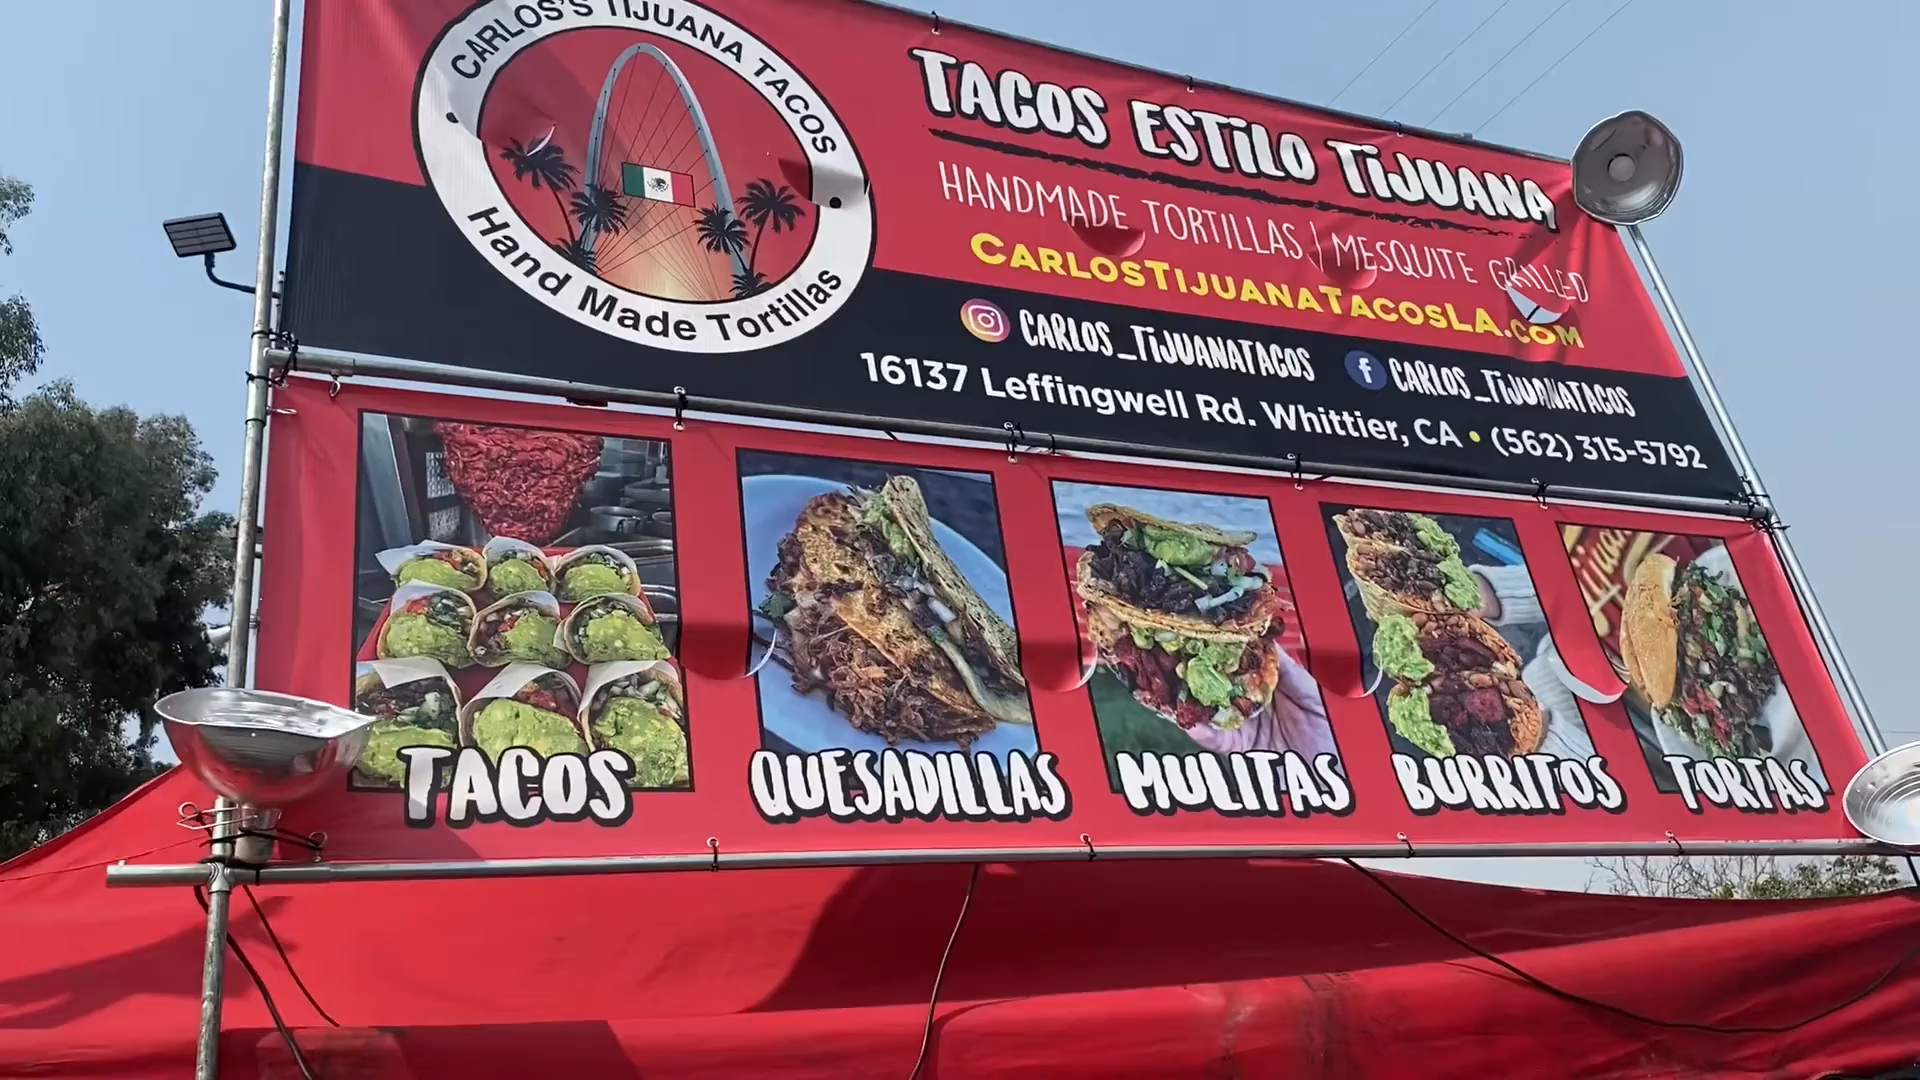 CARLOS'S TIJUANA TACOS
Hand Made Tortillas
TACOS ESTILO TIJUANA
HANDMADE TORTILLAS | MESQUITE GRILLED
CARLOSTIJUANATACOSLA.COM
CARLOS_TIJUANATACOS
CARLOS_TIJUANATACOS
16137 Leffingwell Rd. Whittier, CA • (562) 315-5792
TACOS
QUESADILLAS
MULITAS
BURRITOS
TORTAS